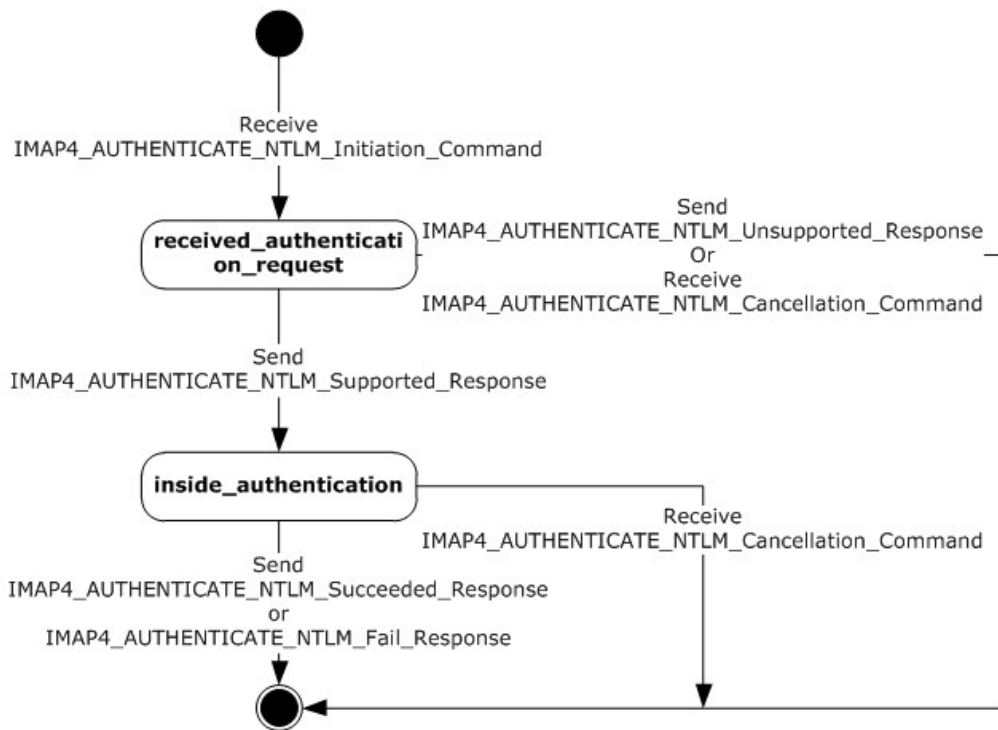 Receive
IMAP4_AUTHENTICATE_NTLM_Initiation_Command
received_authenticati
on_request
Send
IMAP4_AUTHENTICATE_NTLM_Unsupported_Response
Or
Receive
IMAP4_AUTHENTICATE_NTLM_Cancellation_Command
Send
IMAP4_AUTHENTICATE_NTLM_Supported_Response
inside_authentication
Receive
IMAP4_AUTHENTICATE_NTLM_Cancellation_Command
Send
IMAP4_AUTHENTICATE_NTLM_Succeeded_Response
or
IMAP4_AUTHENTICATE_NTLM_Fail_Response